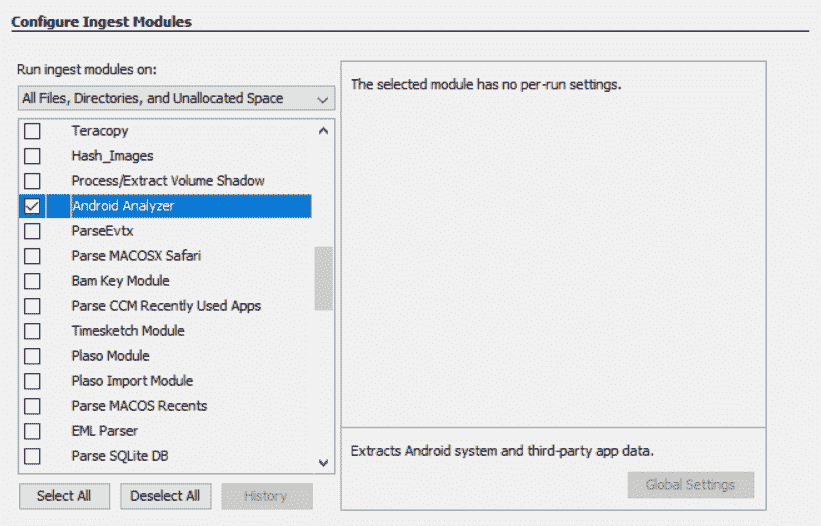 Configure Ingest Modules
Run ingest modules on:
All Files, Directories, and Unallocated Space
Teracopy
Hash_Images
Process/Extract Volume Shadow
Android Analyzer
ParseEvtx
Parse MACOSX Safari
Bam Key Module
Parse CCM Recently Used Apps
Timesketch Module
Plaso Module
Plaso Import Module
Parse MACOS Recents
EML Parser
Parse SQLite DB
Select All
Deselect All
History
The selected module has no per-run settings.
Extracts Android system and third-party app data.
Global Settings